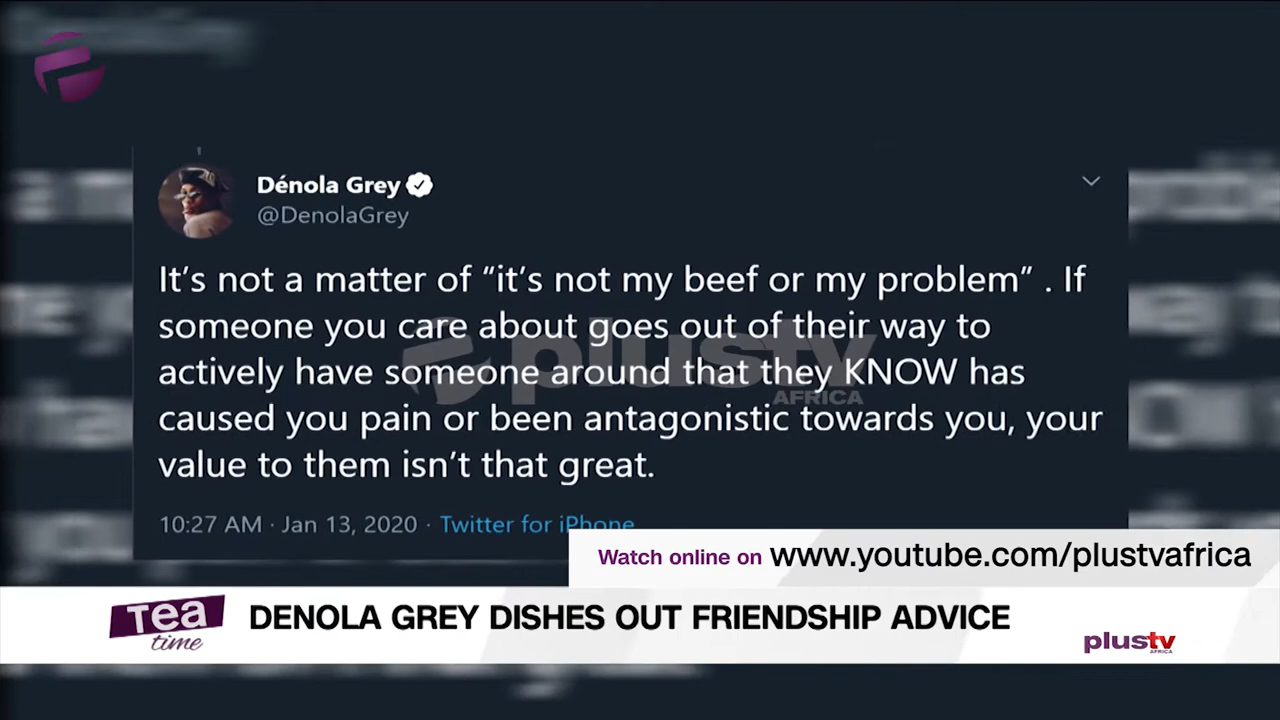 Dénola Grey
@DenolaGrey
It’s not a matter of “it’s not my beef or my problem” . If
someone you care about goes out of their way to
actively have someone around that they KNOW has
caused you pain or been antagonistic towards you, your
value to them isn’t that great.
plustv
AFRICA
10:27 AM · Jan 13, 2020 · Twitter for iPhone
Watch online on www.youtube.com/plustvafrica
Tea
time
DENOLA GREY DISHES OUT FRIENDSHIP ADVICE
plustv
AFRICA